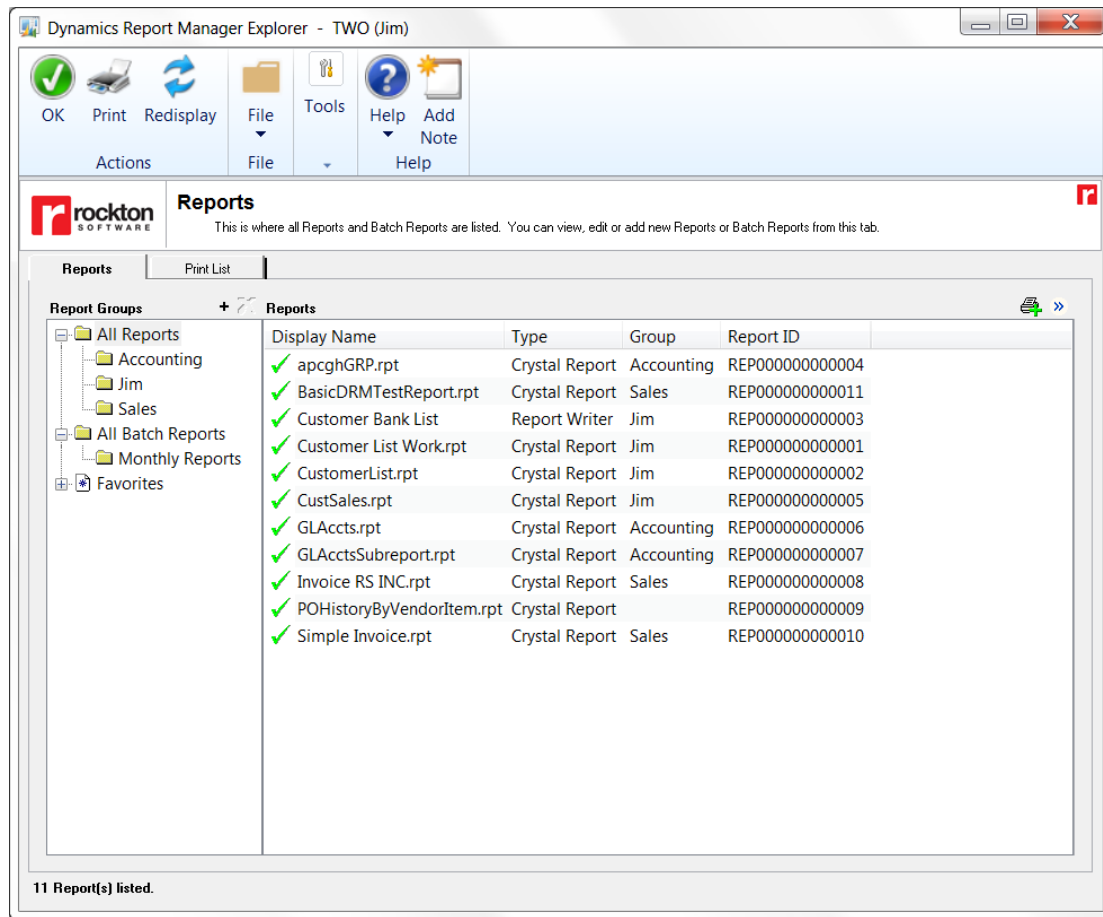 Dynamics Report Manager Explorer - TWO (Jim)
OK Print Redisplay File Tools Help Add Note
Actions File Help
rockton
SOFTWARE
Reports
This is where all Reports and Batch Reports are listed. You can view, edit or add new Reports or Batch Reports from this tab.
Reports Print List
Report Groups
All Reports
Accounting
Jim
Sales
All Batch Reports
Monthly Reports
Favorites
Reports
Display Name Type Group Report ID
apcghGRP.rpt Crystal Report Accounting REP000000000004
BasicDRMTestReport.rpt Crystal Report Sales REP000000000011
Customer Bank List Report Writer Jim REP000000000003
Customer List Work.rpt Crystal Report Jim REP000000000001
CustomerList.rpt Crystal Report Jim REP000000000002
CustSales.rpt Crystal Report Jim REP000000000005
GLAccts.rpt Crystal Report Accounting REP000000000006
GLAcctsSubreport.rpt Crystal Report Accounting REP000000000007
Invoice RS INC.rpt Crystal Report Sales REP000000000008
POHistoryByVendorItem.rpt Crystal Report REP000000000009
Simple Invoice.rpt Crystal Report Sales REP000000000010
11 Report(s) listed.